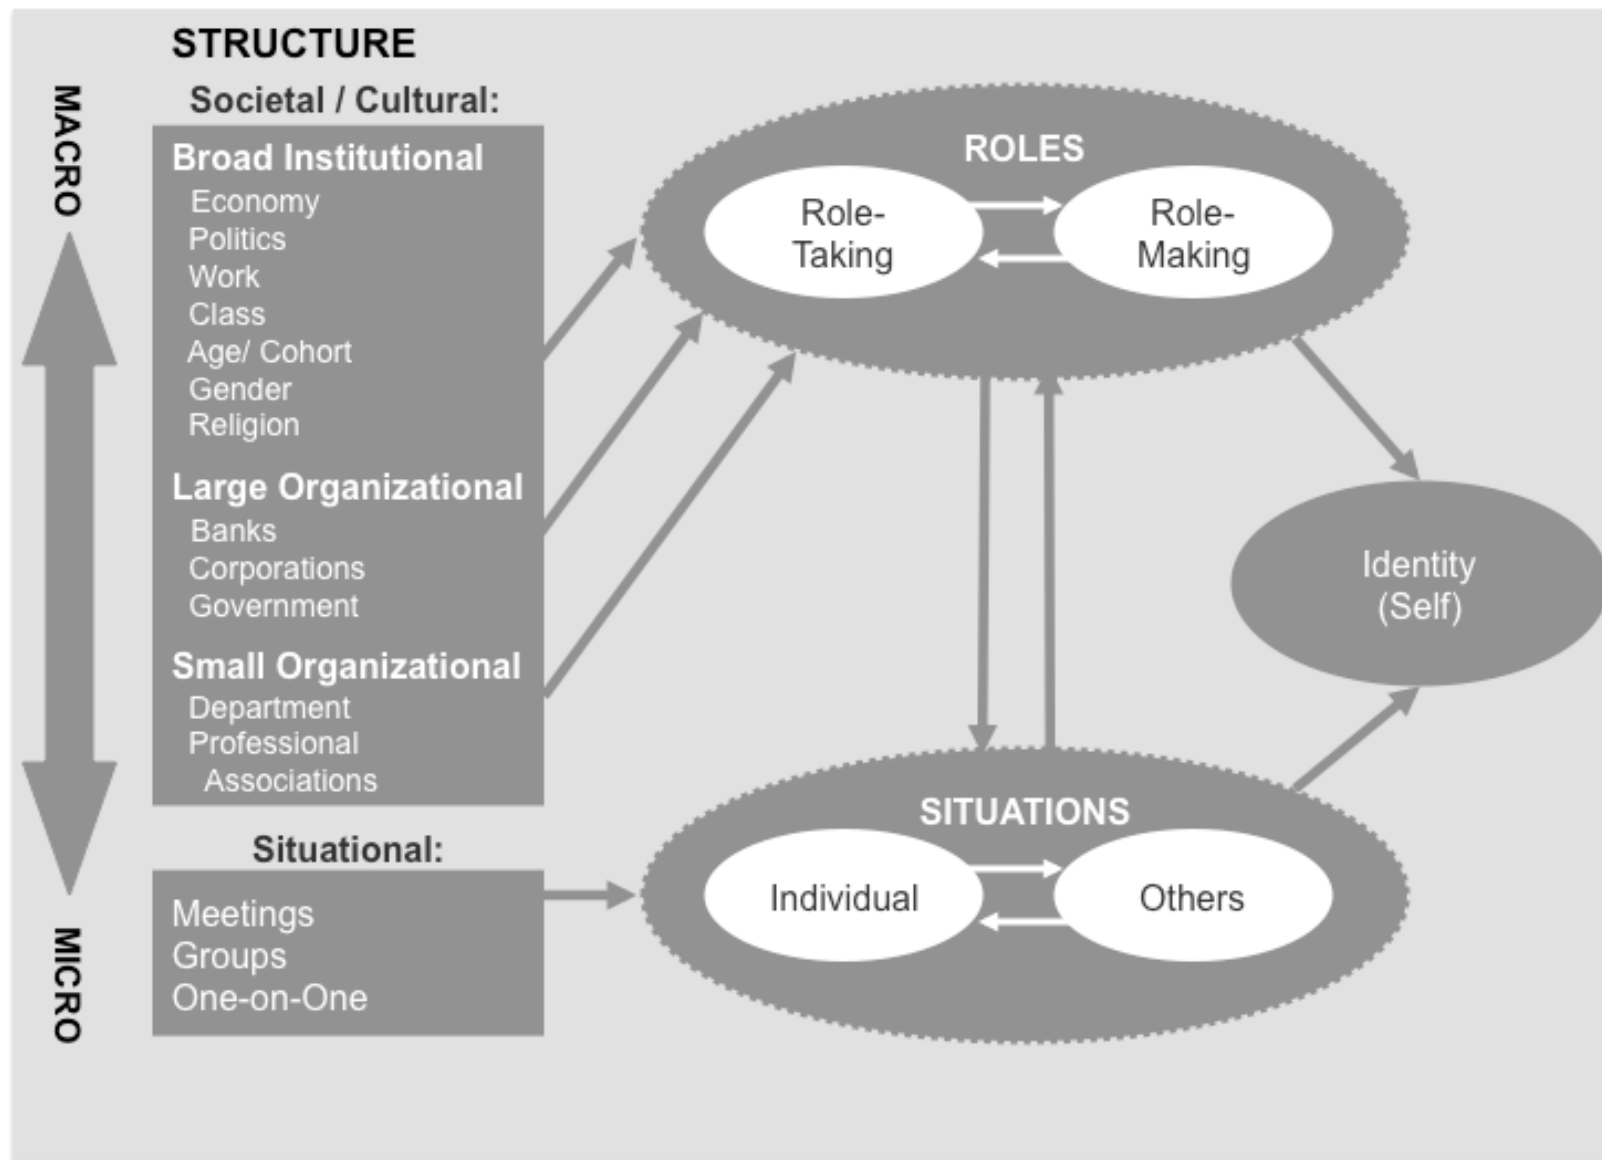 STRUCTURE
MACRO
Societal / Cultural:
Broad Institutional
Economy
Politics
Work
Class
Age/ Cohort
Gender
Religion
Large Organizational
Banks
Corporations
Government
Small Organizational
Department
Professional
Associations
Situational:
Meetings
Groups
One-on-One
MICRO
ROLES
Role-
Taking
Role-
Making
Identity
(Self)
SITUATIONS
Individual
Others